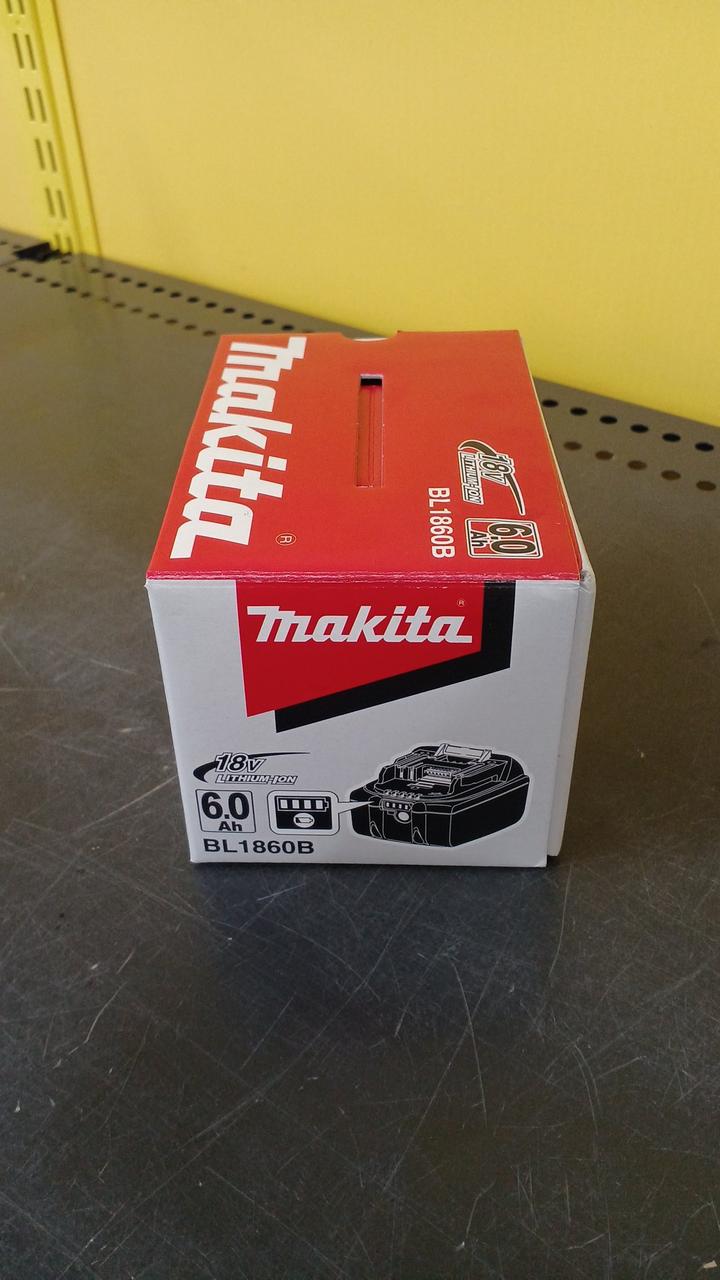 makita®
18V
LITHIUM-ION
6.0
Ah
BL1860B
makita®
18V
LITHIUM-ION
6.0
Ah
BL1860B